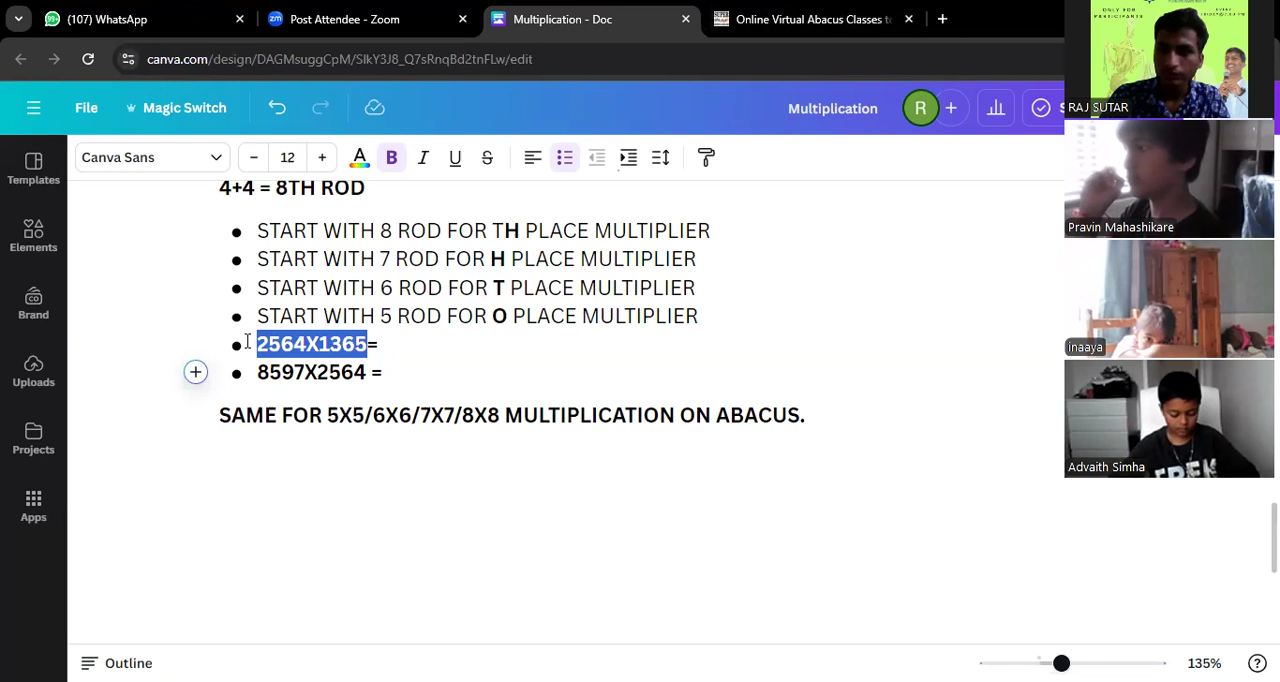 (107) WhatsApp
Post Attendee - Zoom
Multiplication - Doc
Online Virtual Abacus Classes to
canva.com/design/DAGMsuggCpM/SlkY3J8_Q7sRnqBd2tnFLw/edit
File
Magic Switch
Multiplication
R
Canva Sans
12
A
B
I
U
S
Templates
Elements
Brand
Uploads
Projects
Apps
4+4 = 8TH ROD
START WITH 8 ROD FOR TH PLACE MULTIPLIER
START WITH 7 ROD FOR H PLACE MULTIPLIER
START WITH 6 ROD FOR T PLACE MULTIPLIER
START WITH 5 ROD FOR O PLACE MULTIPLIER
2564X1365=
8597X2564 =
SAME FOR 5X5/6X6/7X7/8X8 MULTIPLICATION ON ABACUS.
ONLY FOR
PARTICIPANTS
RAJ SUTAR
Pravin Mahashikare
inaaya
Advaith Simha
Outline
135%